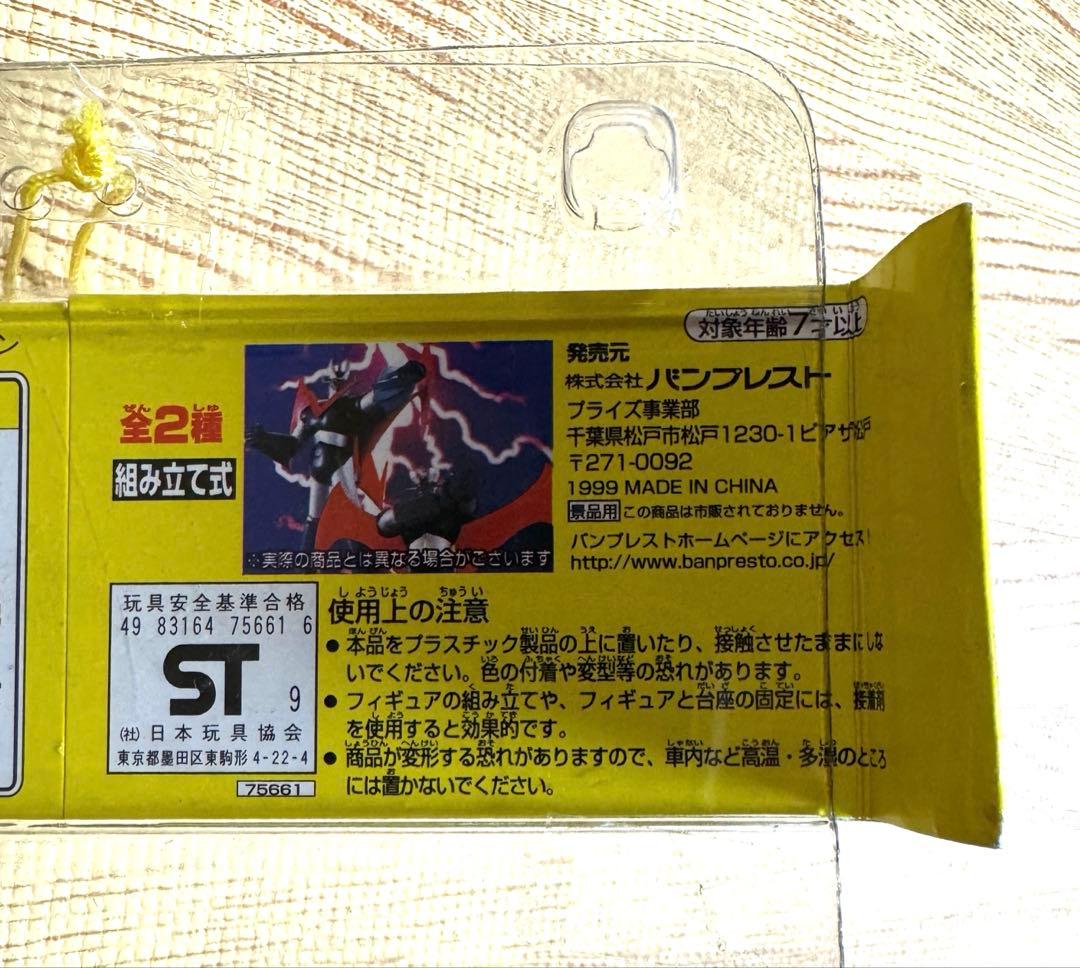 対象年齢7才以上
発売元
株式会社バンプレスト
プライズ事業部
千葉県松戸市松戸1230-1ピアザ松戸
〒271-0092
1999 MADE IN CHINA
景品用 この商品は市販されておりません。
バンプレストホームページにアクセス!
http://www.banpresto.co.jp/
全2種
組み立て式
※実際の商品とは異なる場合がございます
玩具安全基準合格
49 83164 75661 6
ST 9
(社)日本玩具協会
東京都墨田区東駒形4-22-4
75661
使用上の注意
●本品をプラスチック製品の上に置いたり、接触させたままにしな
いでください。色の付着や変型等の恐れがあります。
●フィギュアの組み立てや、フィギュアと台座の固定には、接着剤
を使用すると効果的です。
●商品が変形する恐れがありますので、車内など高温・多湿のところ
には置かないでください。
ン